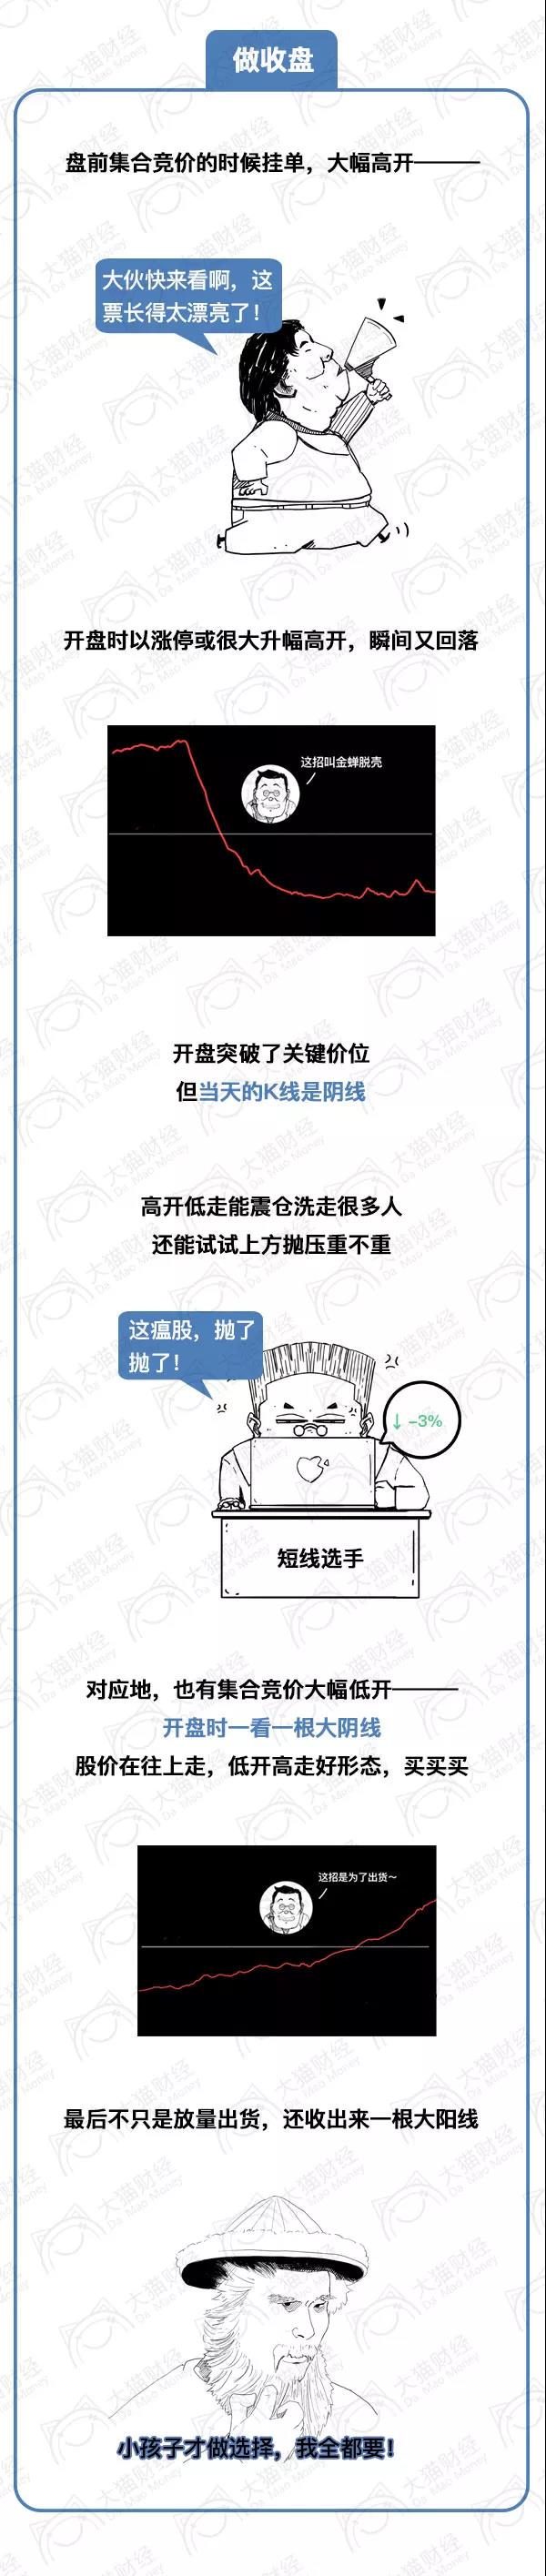 做收盘
盘前集合竞价的时候挂单，大幅高开———
大伙快来看啊，这
票长得太漂亮了！
开盘时以涨停或很大升幅高开，瞬间又回落
这招叫金蝉脱壳
开盘突破了关键价位
但当天的K线是阴线
高开低走能震仓洗走很多人
还能试试上方抛压重不重
这瘟股，抛了
抛了！
↓ -3%
短线选手
对应地，也有集合竞价大幅低开———
开盘时一看一根大阴线
股价在往上走，低开高走好形态，买买买
这招是为了出货～
最后不只是放量出货，还收出来一根大阳线
小孩子才做选择，我全都要！
大猫财经
Da Mao Money